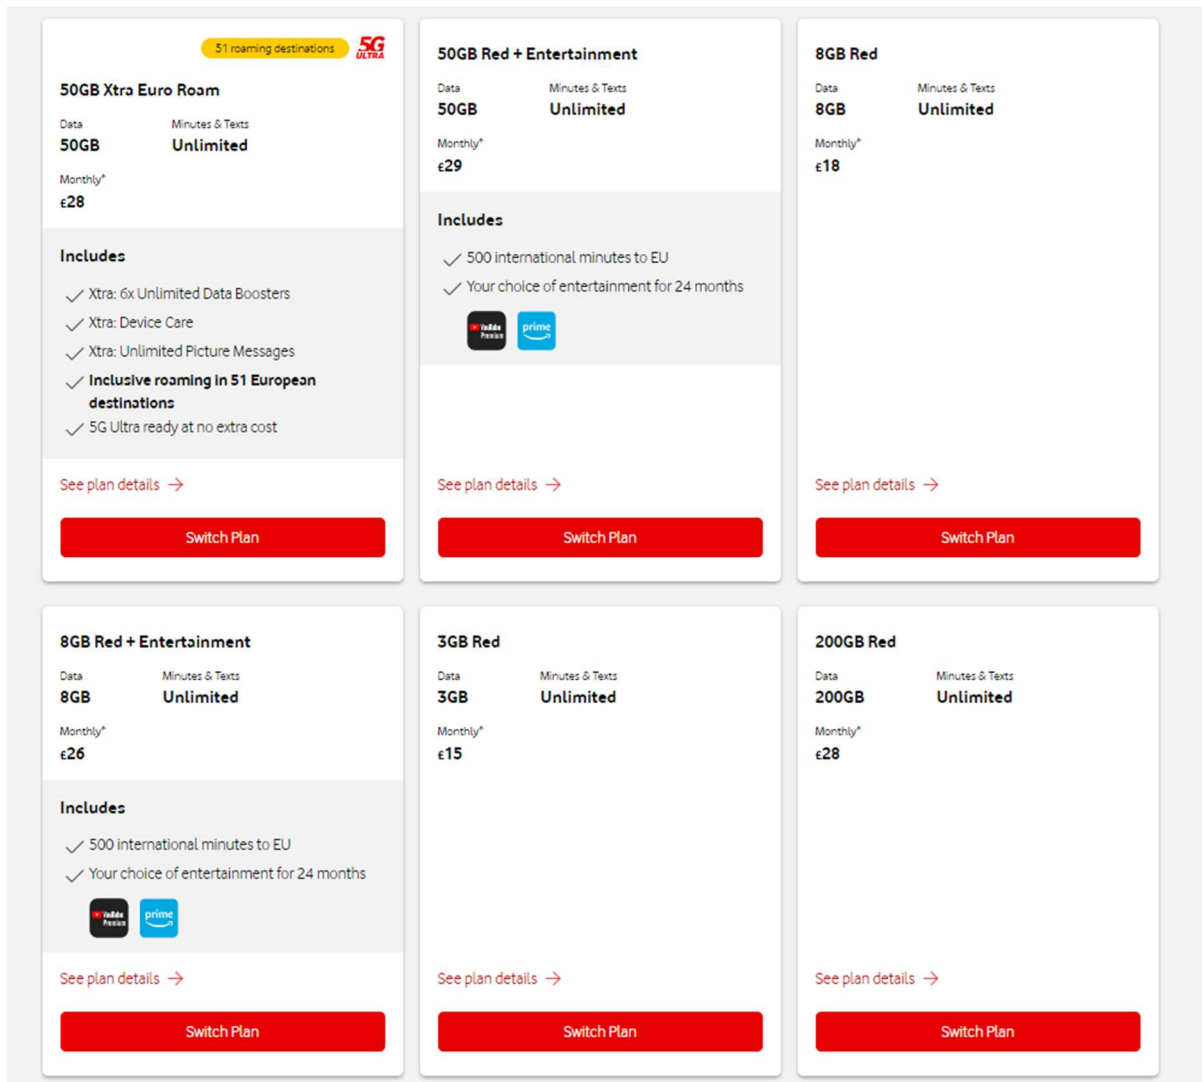 51 roaming destinations
5G
ULTRA
50GB Xtra Euro Roam
Data
Minutes & Texts
50GB
Unlimited
Monthly*
£28
Includes
Xtra: 6x Unlimited Data Boosters
Xtra: Device Care
Xtra: Unlimited Picture Messages
Inclusive roaming in 51 European
destinations
5G Ultra ready at no extra cost
See plan details
Switch Plan
50GB Red + Entertainment
Data
Minutes & Texts
50GB
Unlimited
Monthly*
£29
Includes
500 international minutes to EU
Your choice of entertainment for 24 months
YouTube
Premium
prime
See plan details
Switch Plan
8GB Red
Data
Minutes & Texts
8GB
Unlimited
Monthly*
£18
See plan details
Switch Plan
8GB Red + Entertainment
Data
Minutes & Texts
8GB
Unlimited
Monthly*
£26
Includes
500 international minutes to EU
Your choice of entertainment for 24 months
YouTube
Premium
prime
See plan details
Switch Plan
3GB Red
Data
Minutes & Texts
3GB
Unlimited
Monthly*
£15
See plan details
Switch Plan
200GB Red
Data
Minutes & Texts
200GB
Unlimited
Monthly*
£28
See plan details
Switch Plan